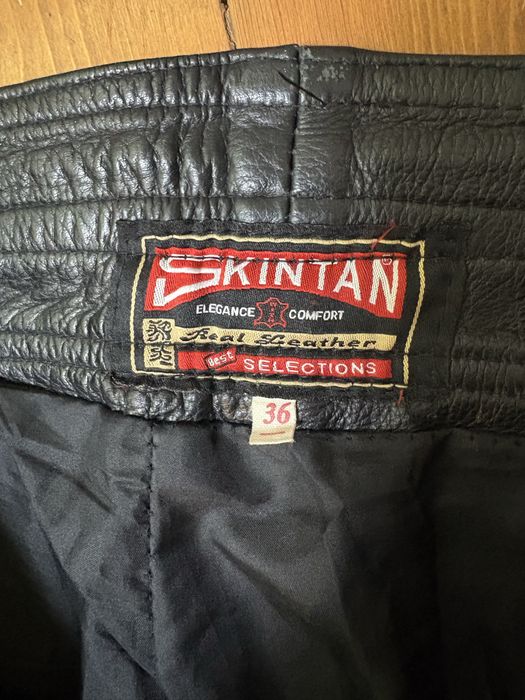 SKINTAN
ELEGANCE COMFORT
Real Leather
Best SELECTIONS
36